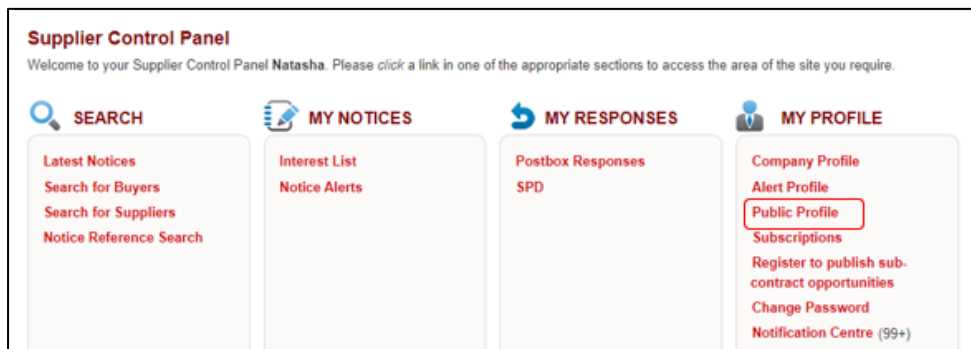 Supplier Control Panel
Welcome to your Supplier Control Panel Natasha. Please click a link in one of the appropriate sections to access the area of the site you require.
SEARCH
Latest Notices
Search for Buyers
Search for Suppliers
Notice Reference Search
MY NOTICES
Interest List
Notice Alerts
MY RESPONSES
Postbox Responses
SPD
MY PROFILE
Company Profile
Alert Profile
Public Profile
Subscriptions
Register to publish sub-
contract opportunities
Change Password
Notification Centre (99+)